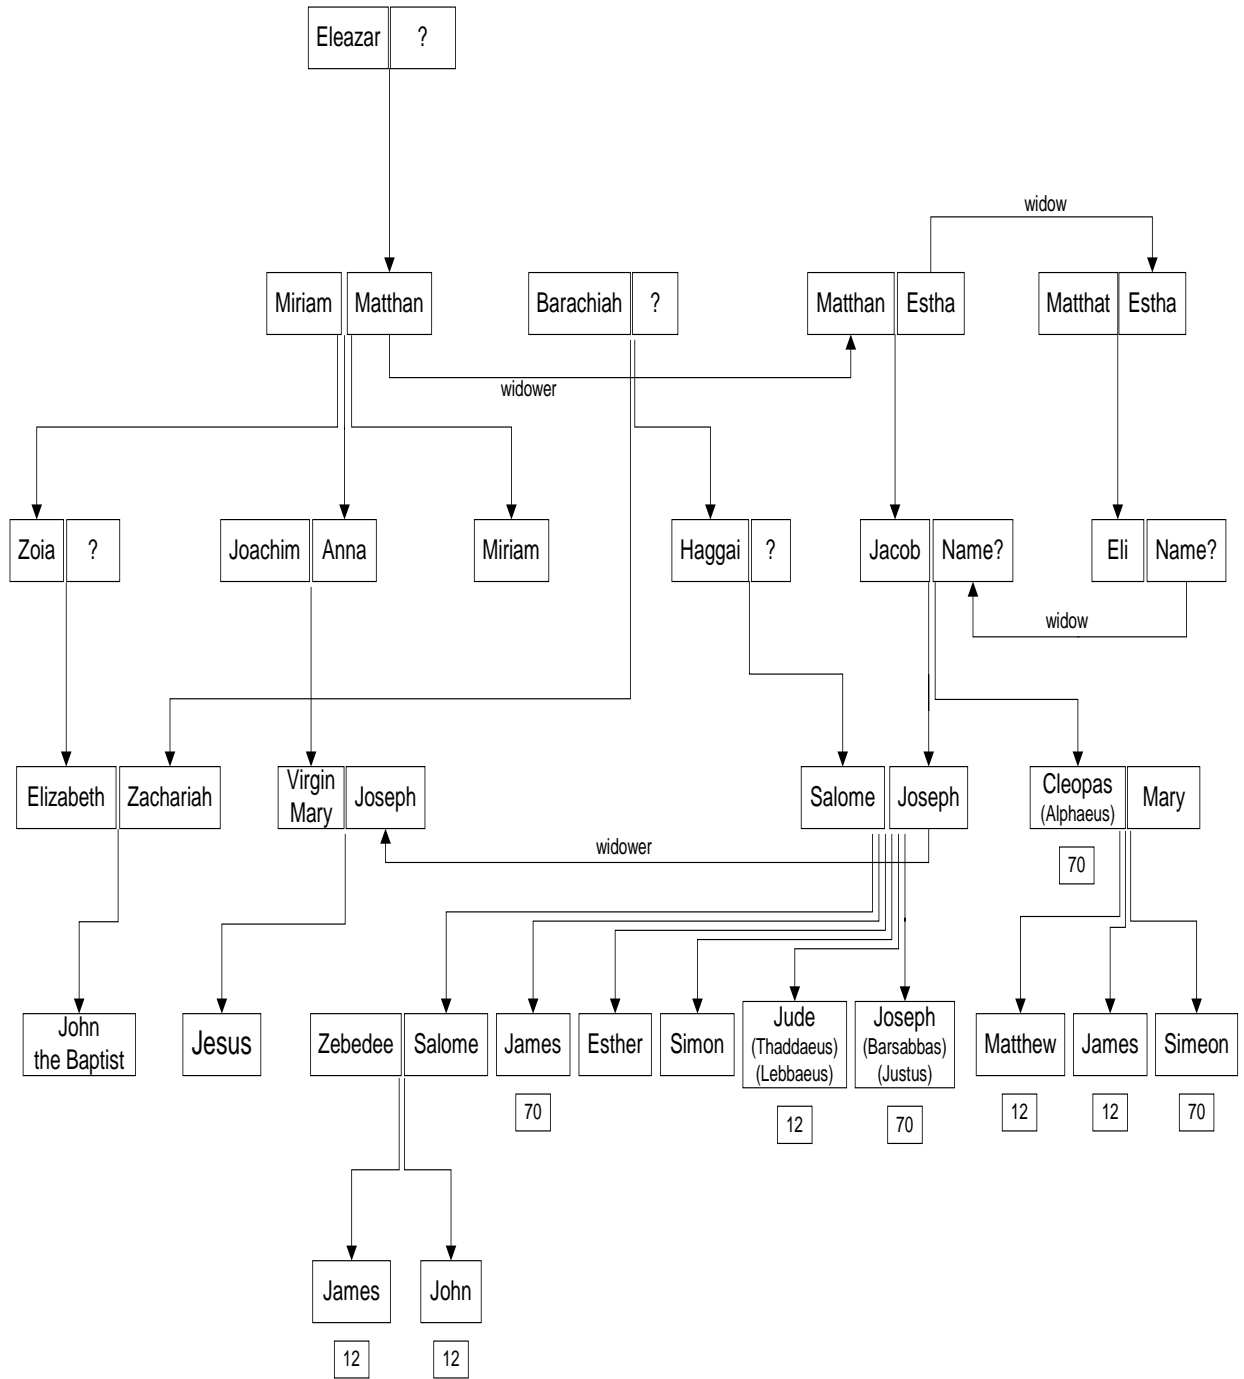 Eleazar
?
widow
Miriam
Matthan
Barachiah
?
Matthan
Estha
Matthat
Estha
widower
Zoia
?
Joachim
Anna
Miriam
Haggai
?
Jacob
Name?
Eli
Name?
widow
Elizabeth
Zachariah
Virgin
Mary
Joseph
Salome
Joseph
Cleopas
(Alphaeus)
Mary
widower
70
John
the Baptist
Jesus
Zebedee
Salome
James
Esther
Simon
Jude
(Thaddaeus)
(Lebbaeus)
Joseph
(Barsabbas)
(Justus)
Matthew
James
Simeon
70
12
70
12
12
70
James
John
12
12